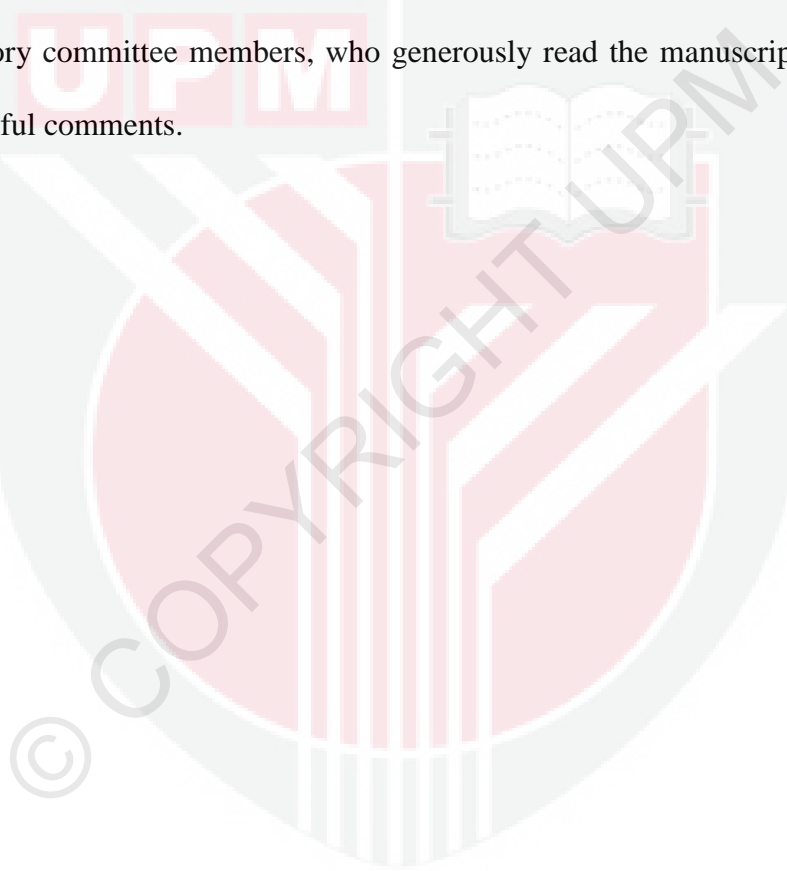 ory committee members, who generously read the manuscrip
ful comments.
UPM
© COPYRIGHT UPM